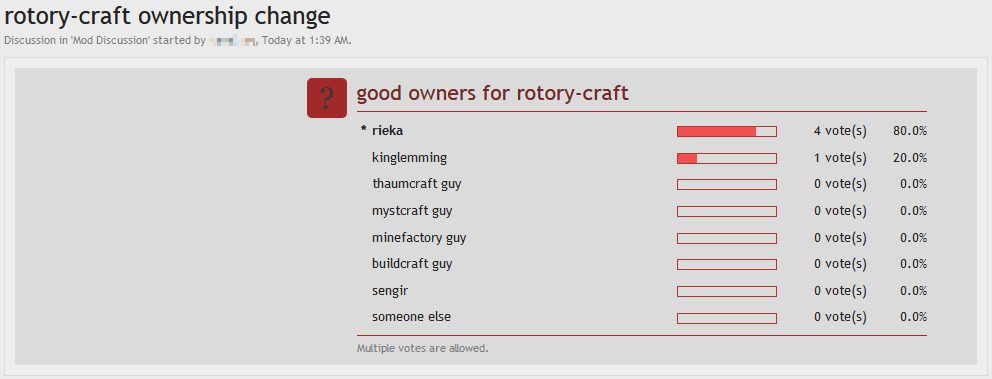 rotory-craft ownership change
Discussion in 'Mod Discussion' started by , Today at 1:39 AM.
? good owners for rotory-craft
* rieka 4 vote(s) 80.0%
kinglemming 1 vote(s) 20.0%
thaumcraft guy 0 vote(s) 0.0%
mystcraft guy 0 vote(s) 0.0%
minefactory guy 0 vote(s) 0.0%
buildcraft guy 0 vote(s) 0.0%
sengir 0 vote(s) 0.0%
someone else 0 vote(s) 0.0%
Multiple votes are allowed.